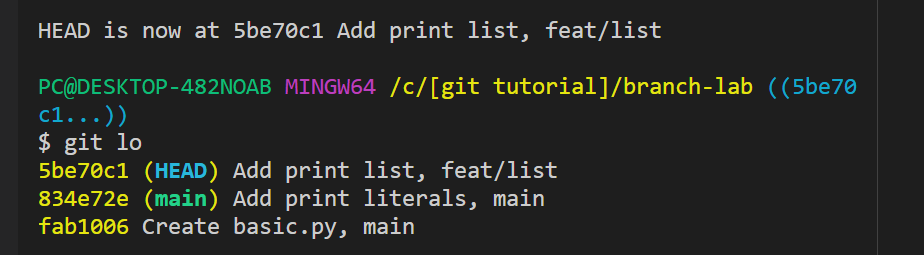 HEAD is now at 5be70c1 Add print list, feat/list
PC@DESKTOP-482NOAB MINGW64 /c/[git tutorial]/branch-lab ((5be70
c1...))
$ git lo
5be70c1 (HEAD) Add print list, feat/list
834e72e (main) Add print literals, main
fab1006 Create basic.py, main